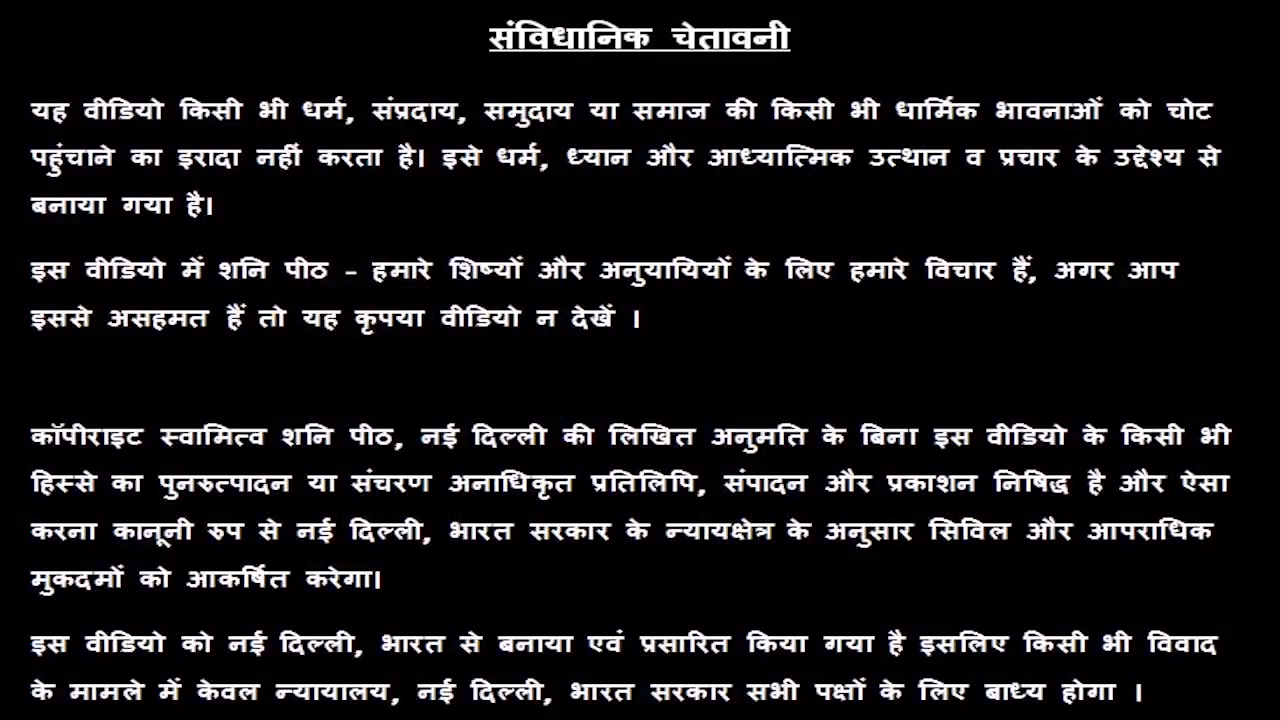 संविधानिक चेतावनी
यह वीडियो किसी भी धर्म, संप्रदाय, समुदाय या समाज की किसी भी धार्मिक भावनाओं को चोट
पहुंचाने का इरादा नहीं करता है। इसे धर्म, ध्यान और आध्यात्मिक उत्थान व प्रचार के उद्देश्य से
बनाया गया है।
इस वीडियो में शनि पीठ – हमारे शिष्यों और अनुयायियों के लिए हमारे विचार हैं, अगर आप
इससे असहमत हैं तो यह कृपया वीडियो न देखें ।
कॉपीराइट स्वामित्व शनि पीठ, नई दिल्ली की लिखित अनुमति के बिना इस वीडियो के किसी भी
हिस्से का पुनरुत्पादन या संचरण अनाधिकृत प्रतिलिपि, संपादन और प्रकाशन निषिद्ध है और ऐसा
करना कानूनी रुप से नई दिल्ली, भारत सरकार के न्यायक्षेत्र के अनुसार सिविल और आपराधिक
मुकदमों को आकर्षित करेगा।
इस वीडियो को नई दिल्ली, भारत से बनाया एवं प्रसारित किया गया है इसलिए किसी भी विवाद
के मामले में केवल न्यायालय, नई दिल्ली, भारत सरकार सभी पक्षों के लिए बाध्य होगा ।